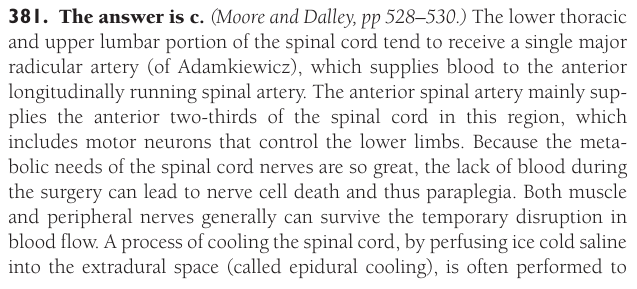 381. The answer is c. (Moore and Dalley, pp 528–530.) The lower thoracic
and upper lumbar portion of the spinal cord tend to receive a single major
radicular artery (of Adamkiewicz), which supplies blood to the anterior
longitudinally running spinal artery. The anterior spinal artery mainly sup-
plies the anterior two-thirds of the spinal cord in this region, which
includes motor neurons that control the lower limbs. Because the meta-
bolic needs of the spinal cord nerves are so great, the lack of blood during
the surgery can lead to nerve cell death and thus paraplegia. Both muscle
and peripheral nerves generally can survive the temporary disruption in
blood flow. A process of cooling the spinal cord, by perfusing ice cold saline
into the extradural space (called epidural cooling), is often performed to